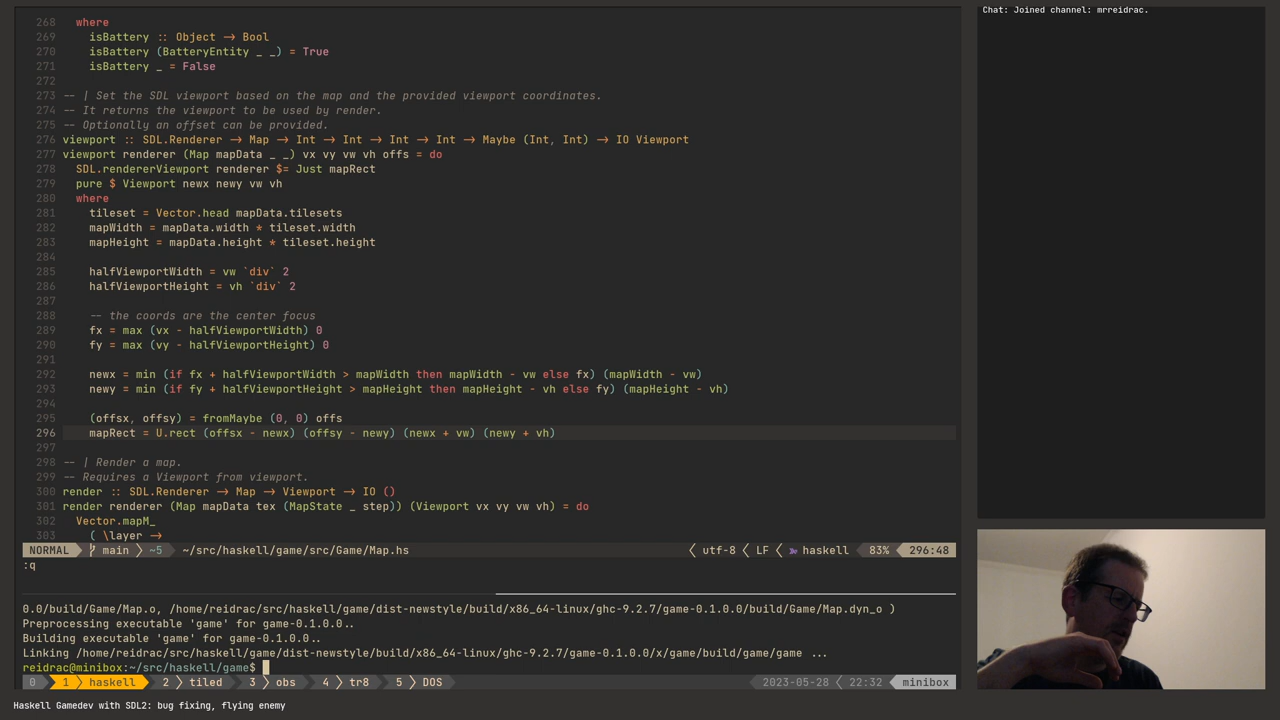 Chat: Joined channel: mrreidrac.
268 where
269 isBattery :: Object → Bool
270 isBattery (BatteryEntity _ _) = True
271 isBattery _ = False
272
273 -- | Set the SDL viewport based on the map and the provided viewport coordinates.
274 -- It returns the viewport to be used by render.
275 -- Optionally an offset can be provided.
276 viewport :: SDL.Renderer → Map → Int → Int → Int → Int → Maybe (Int, Int) → IO Viewport
277 viewport renderer (Map mapData _ _) vx vy vw vh offs = do
278 SDL.rendererViewport renderer $= Just mapRect
279 pure $ Viewport newx newy vw vh
280 where
281 tileset = Vector.head mapData.tilesets
282 mapWidth = mapData.width * tileset.width
283 mapHeight = mapData.height * tileset.height
284
285 halfViewportWidth = vw `div` 2
286 halfViewportHeight = vh `div` 2
287
288 -- the coords are the center focus
289 fx = max (vx - halfViewportWidth) 0
290 fy = max (vy - halfViewportHeight) 0
291
292 newx = min (if fx + halfViewportWidth > mapWidth then mapWidth - vw else fx) (mapWidth - vw)
293 newy = min (if fy + halfViewportHeight > mapHeight then mapHeight - vh else fy) (mapHeight - vh)
294
295 (offsx, offsy) = fromMaybe (0, 0) offs
296 mapRect = U.rect (offsx - newx) (offsy - newy) (newx + vw) (newy + vh)
297
298 -- | Render a map.
299 -- Requires a Viewport from viewport.
300 render :: SDL.Renderer → Map → Viewport → IO ()
301 render renderer (Map mapData tex (MapState _ step)) (Viewport vx vy vw vh) = do
302 Vector.mapM_
303 ( \layer →
NORMAL main ~5 ~/src/haskell/game/src/Game/Map.hs utf-8 LF haskell 83% 296:48
:q
0.0/build/Game/Map.o, /home/reidrac/src/haskell/game/dist-newstyle/build/x86_64-linux/ghc-9.2.7/game-0.1.0.0/build/Game/Map.dyn_o )
Preprocessing executable 'game' for game-0.1.0.0..
Building executable 'game' for game-0.1.0.0..
Linking /home/reidrac/src/haskell/game/dist-newstyle/build/x86_64-linux/ghc-9.2.7/game-0.1.0.0/x/game/build/game/game ...
reidrac@minibox:~/src/haskell/game$
0 1 haskell 2 tiled 3 obs 4 tr8 5 DOS 2023-05-28 22:32 minibox
Haskell Gamedev with SDL2: bug fixing, flying enemy